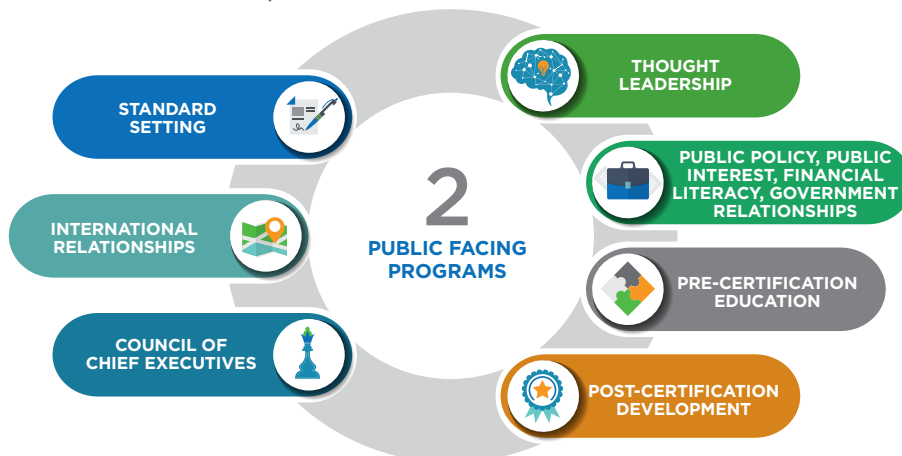 STANDARD
SETTING
INTERNATIONAL
RELATIONSHIPS
COUNCIL OF
CHIEF EXECUTIVES
2
PUBLIC FACING
PROGRAMS
THOUGHT
LEADERSHIP
PUBLIC POLICY, PUBLIC
INTEREST, FINANCIAL
LITERACY, GOVERNMENT
RELATIONSHIPS
PRE-CERTIFICATION
EDUCATION
POST-CERTIFICATION
DEVELOPMENT